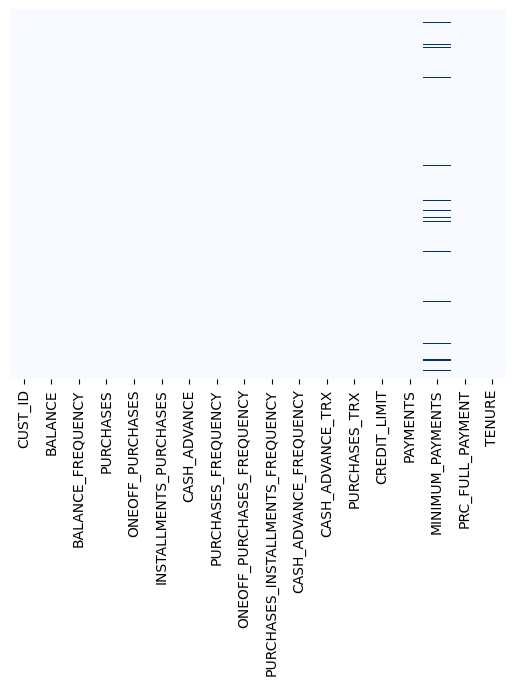 CUST_ID
BALANCE
BALANCE_FREQUENCY
PURCHASES
ONEOFF_PURCHASES
INSTALLMENTS_PURCHASES
CASH_ADVANCE
PURCHASES_FREQUENCY
ONEOFF_PURCHASES_FREQUENCY
PURCHASES_INSTALLMENTS_FREQUENCY
CASH_ADVANCE_FREQUENCY
CASH_ADVANCE_TRX
PURCHASES_TRX
CREDIT_LIMIT
PAYMENTS
MINIMUM_PAYMENTS
PRC_FULL_PAYMENT
TENURE